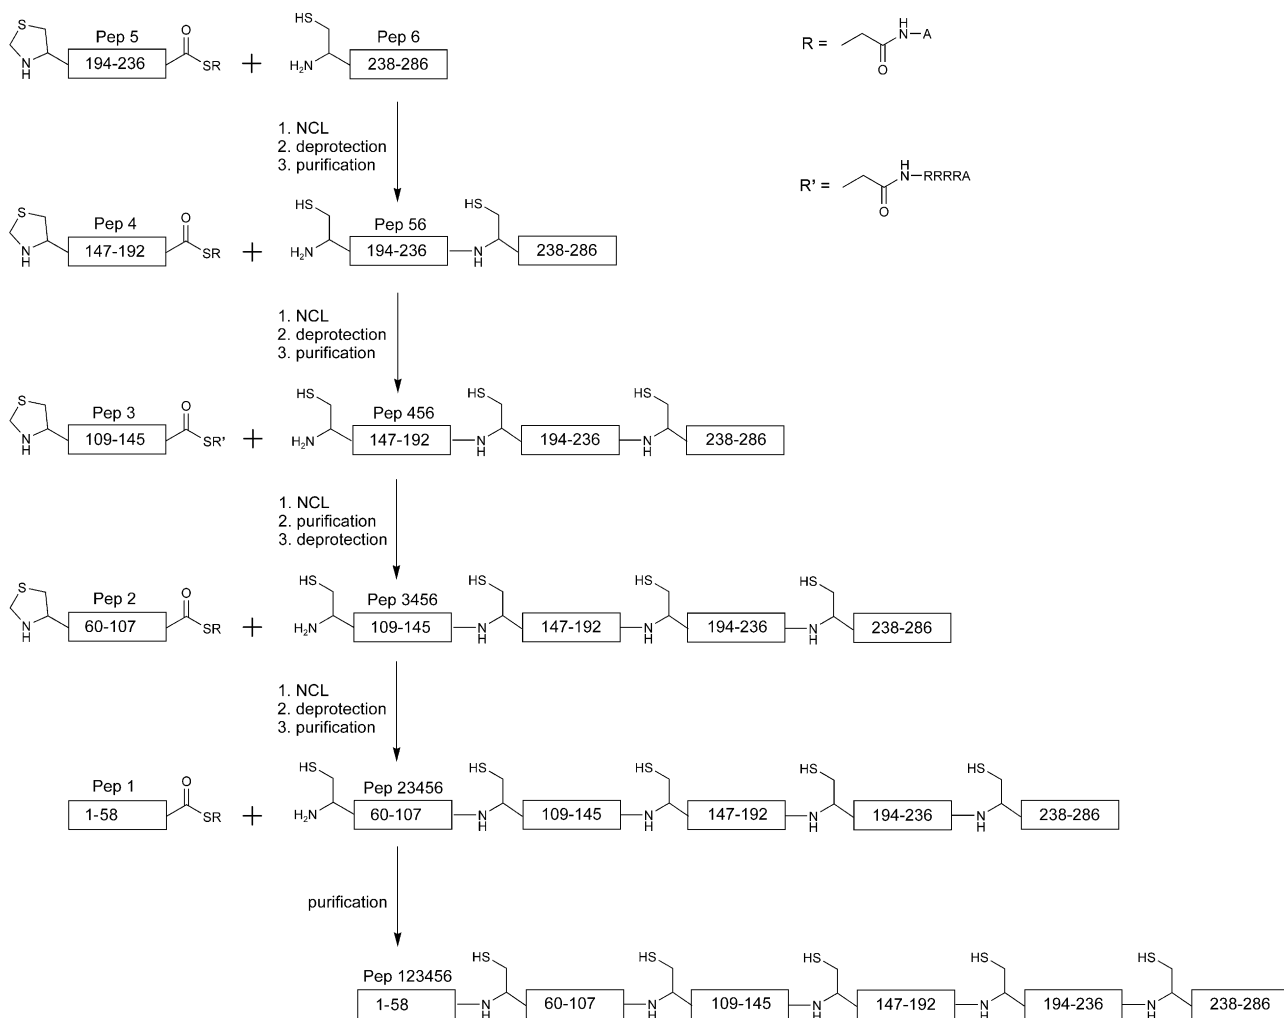 Pep 5
Pep 6
S
N
H
194-236
O
SR
+
HS
H₂N
238-286
R =
O
H
N
A
1. NCL
2. deprotection
3. purification
R' =
O
H
N
RRRRA
Pep 4
Pep 56
S
N
H
147-192
O
SR
+
HS
H₂N
194-236
HS
N
H
238-286
1. NCL
2. deprotection
3. purification
Pep 3
Pep 456
S
N
H
109-145
O
SR'
+
HS
H₂N
147-192
HS
N
H
194-236
HS
N
H
238-286
1. NCL
2. purification
3. deprotection
Pep 2
Pep 3456
S
N
H
60-107
O
SR
+
HS
H₂N
109-145
HS
N
H
147-192
HS
N
H
194-236
HS
N
H
238-286
1. NCL
2. deprotection
3. purification
Pep 1
Pep 23456
1-58
O
SR
+
HS
H₂N
60-107
HS
N
H
109-145
HS
N
H
147-192
HS
N
H
194-236
HS
N
H
238-286
purification
Pep 123456
1-58
HS
N
H
60-107
HS
N
H
109-145
HS
N
H
147-192
HS
N
H
194-236
HS
N
H
238-286